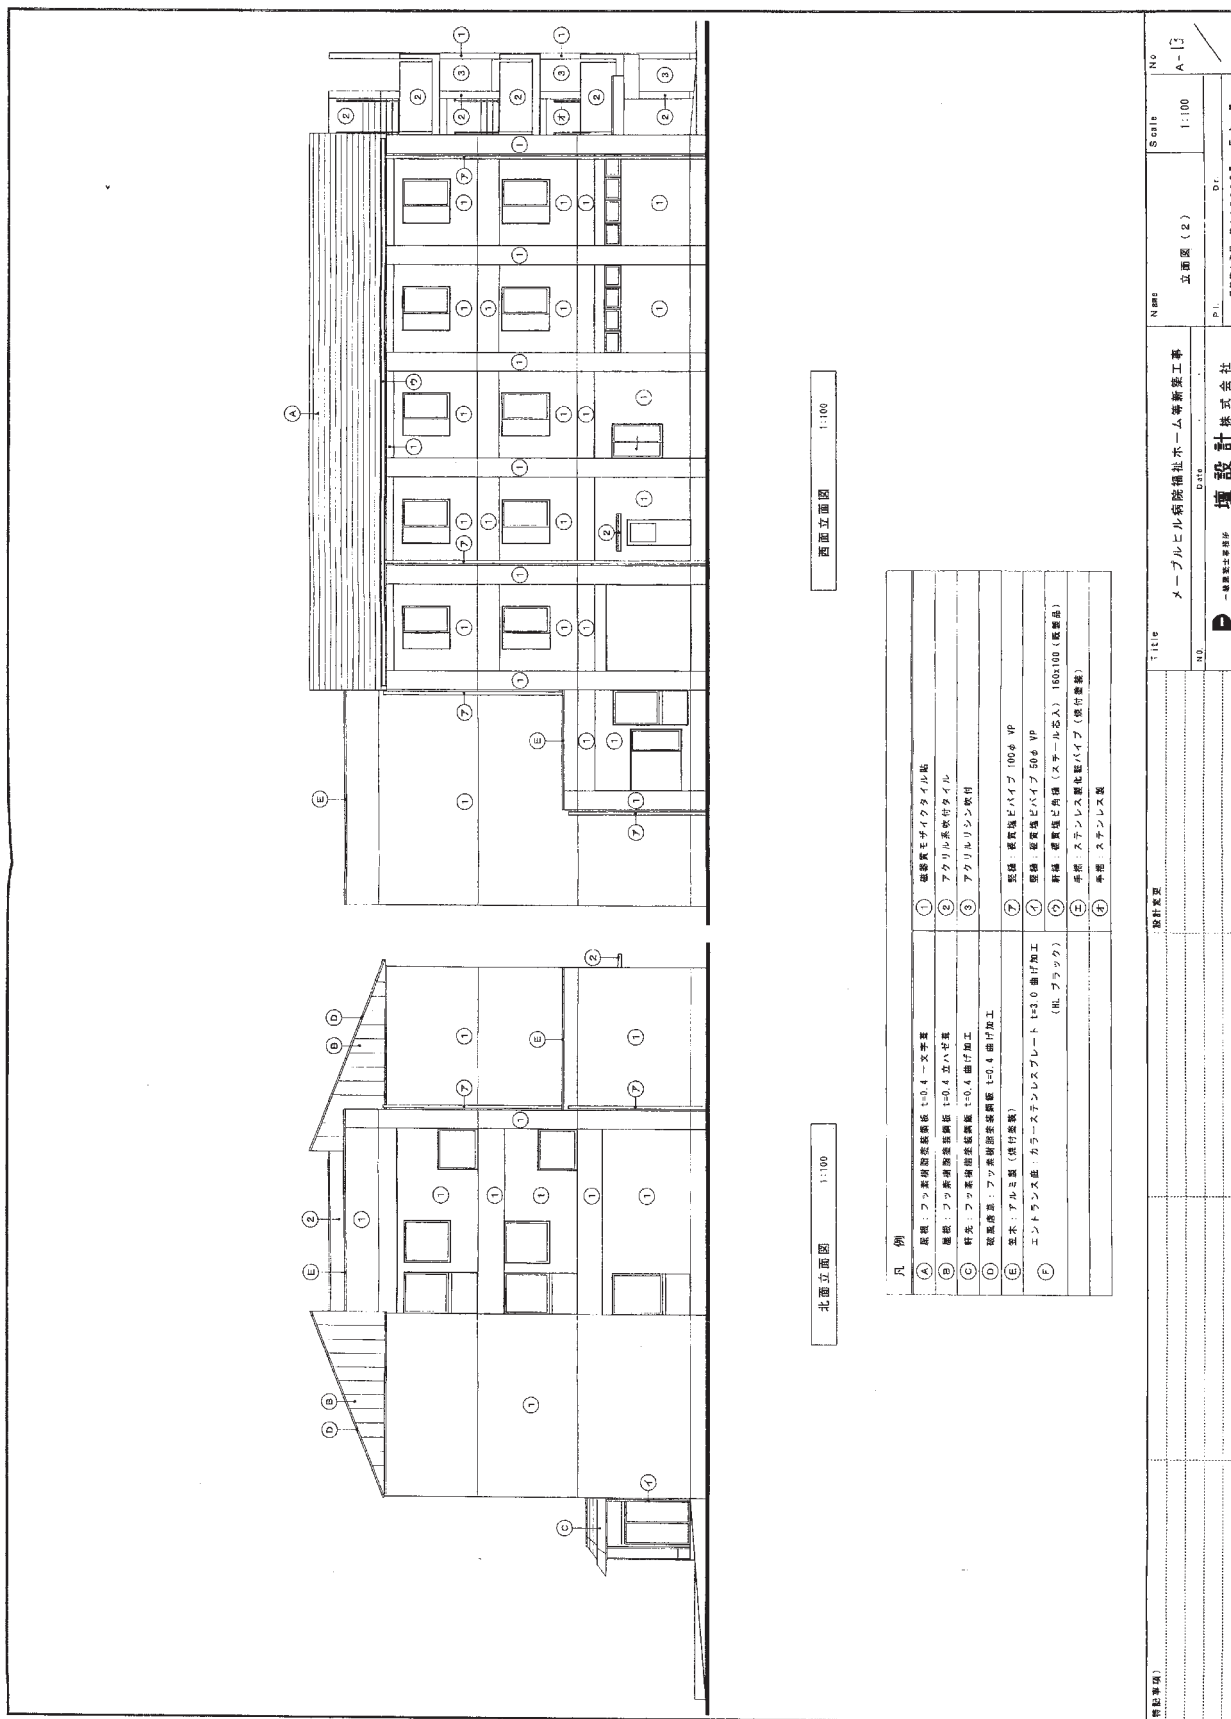 北面立面図 1:100
西面立面図 1:100
凡 例
A 屋根：フッ素樹脂塗装鋼板 t=0.4 一文字葺
B 屋根：フッ素樹脂塗装鋼板 t=0.4 立ハゼ葺
C 軒先：フッ素樹脂塗装鋼板 t=0.4 曲げ加工
D 破風唐草：フッ素樹脂塗装鋼板 t=0.4 曲げ加工
E 笠木：アルミ製（焼付塗装）
F エントランス庇：カラーステンレスプレート t=3.0 曲げ加工
（HL ブラック）
1 磁器質モザイクタイル貼
2 アクリル系吹付タイル
3 アクリルリシン吹付
ア 竪樋：硬質塩ビパイプ 100φ VP
イ 竪樋：硬質塩ビパイプ 50φ VP
ウ 軒樋：硬質塩ビ角樋（スチール芯入）160x100（既製品）
エ 手摺：ステンレス製化粧パイプ（焼付塗装）
オ 手摺：ステンレス製
特記事項）
設計変更
Title
メープルヒル病院福祉ホーム等新築工事
NO.
Date
一級建築士事務所 壇設計株式会社
Name
立面図（2）
Scale
1:100
No
A-13
P.l.
Dr.